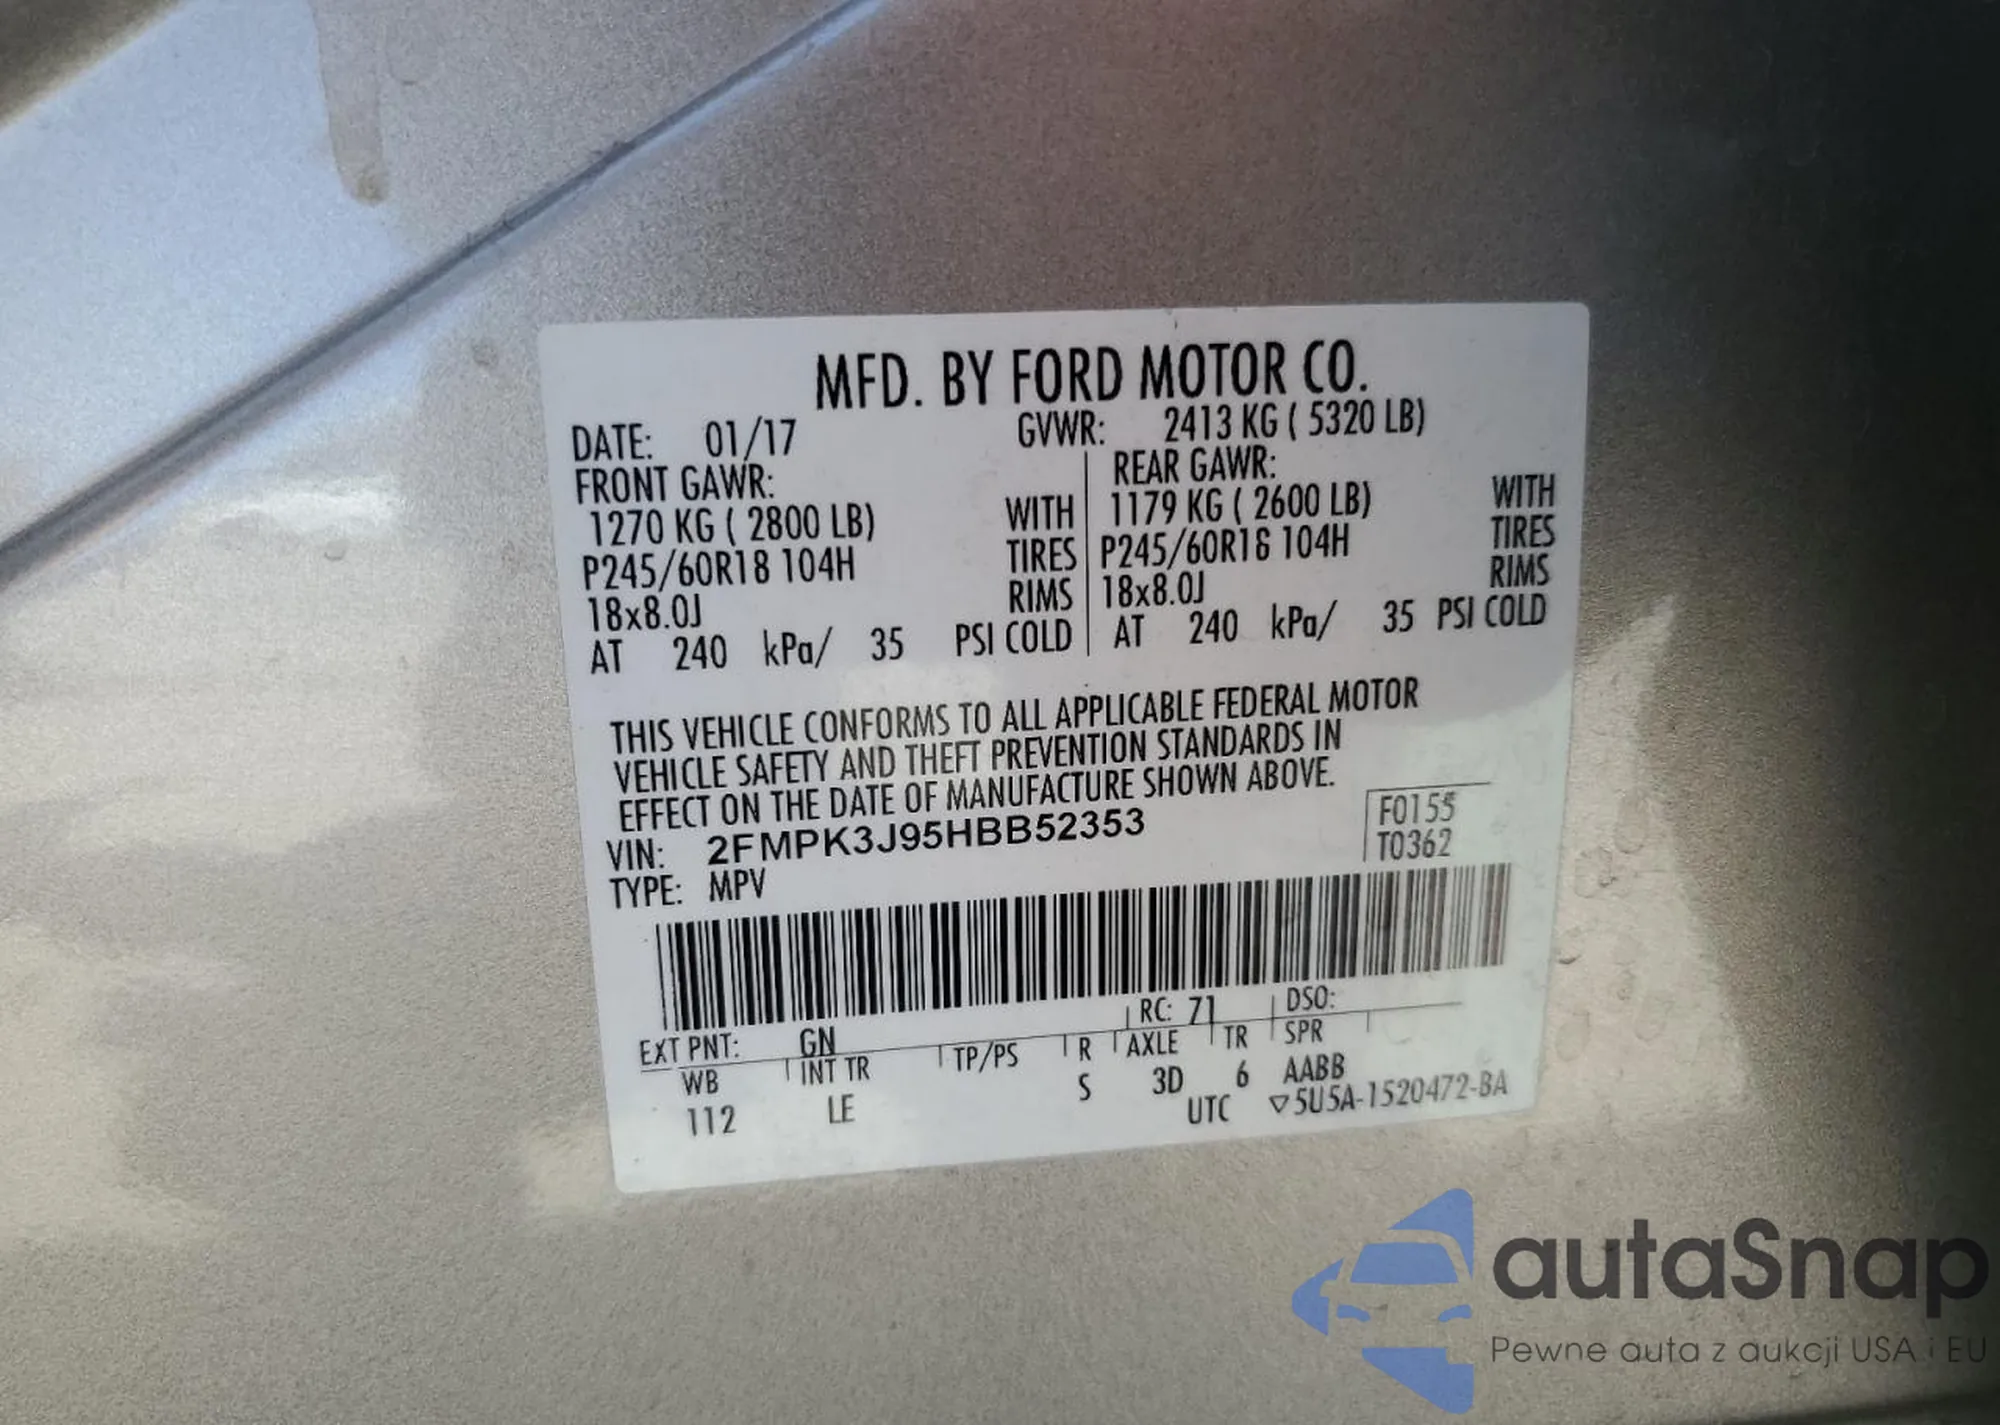 MFD. BY FORD MOTOR CO.
DATE: 01/17 GVWR: 2413 KG ( 5320 LB)
FRONT GAWR: REAR GAWR:
1270 KG ( 2800 LB) WITH 1179 KG ( 2600 LB) WITH
P245/60R18 104H TIRES P245/60R18 104H TIRES
18x8.0J RIMS 18x8.0J RIMS
AT 240 kPa/ 35 PSI COLD AT 240 kPa/ 35 PSI COLD
THIS VEHICLE CONFORMS TO ALL APPLICABLE FEDERAL MOTOR
VEHICLE SAFETY AND THEFT PREVENTION STANDARDS IN
EFFECT ON THE DATE OF MANUFACTURE SHOWN ABOVE.
VIN: 2FMPK3J95HBB52353 F0155
TYPE: MPV T0362
EXT PNT: GN RC: 71 DSO:
WB INT TR TP/PS R AXLE TR SPR
112 LE S 3D 6 AABB
UTC ▽5U5A-1520472-BA
autaSnap
Pewne auta z aukcji USA i EU